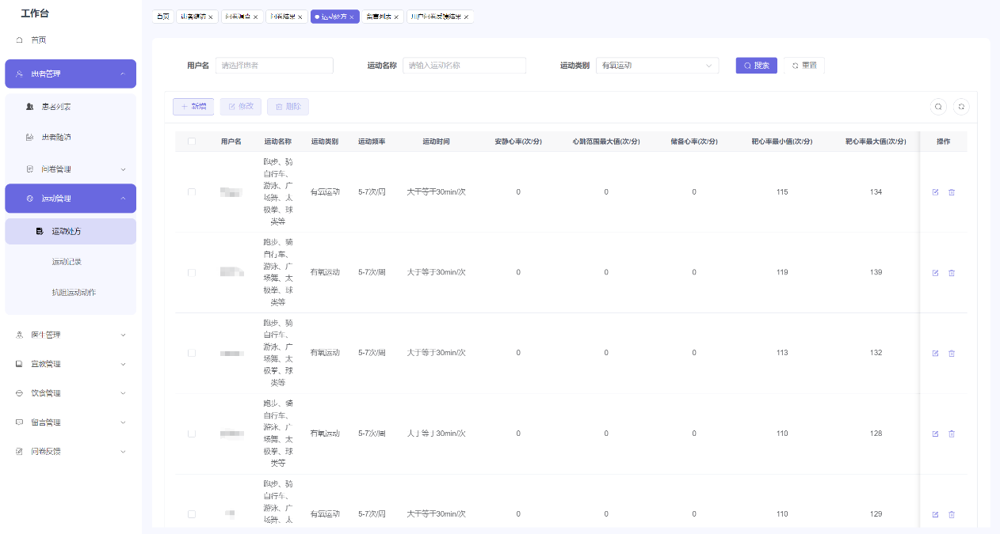 工作台
首页
患者管理
患者列表
患者随访
问卷管理
运动管理
运动处方
运动记录
抗阻运动动作
医生管理
宣教管理
饮食管理
留言管理
问卷反馈
首页 患者随访 × 问卷调查 × 问卷结果 × 运动处方 × 留言列表 × 用户问卷反馈结果 ×
用户名 请选择患者 运动名称 请输入运动名称 运动类别 有氧运动 搜索 重置
+ 新增 修改 删除
用户名 运动名称 运动类别 运动频率 运动时间 安静心率(次/分) 心跳范围最大值(次/分) 储备心率(次/分) 靶心率最小值(次/分) 靶心率最大值(次/分) 操作
跑步、骑
自行车、
游泳、广
场舞、太
极拳、球
类等
有氧运动 5-7次/周 大于等于30min/次 0 0 0 115 134
跑步、骑
自行车、
游泳、广
场舞、太
极拳、球
类等
有氧运动 5-7次/周 大于等于30min/次 0 0 0 119 139
跑步、骑
自行车、
游泳、广
场舞、太
极拳、球
类等
有氧运动 5-7次/周 大于等于30min/次 0 0 0 113 132
跑步、骑
自行车、
游泳、广
场舞、太
极拳、球
类等
有氧运动 5-7次/周 大于等于30min/次 0 0 0 110 128
跑步、骑
自行车、
游泳、广
场舞、太
有氧运动 5-7次/周 大于等于30min/次 0 0 0 110 129